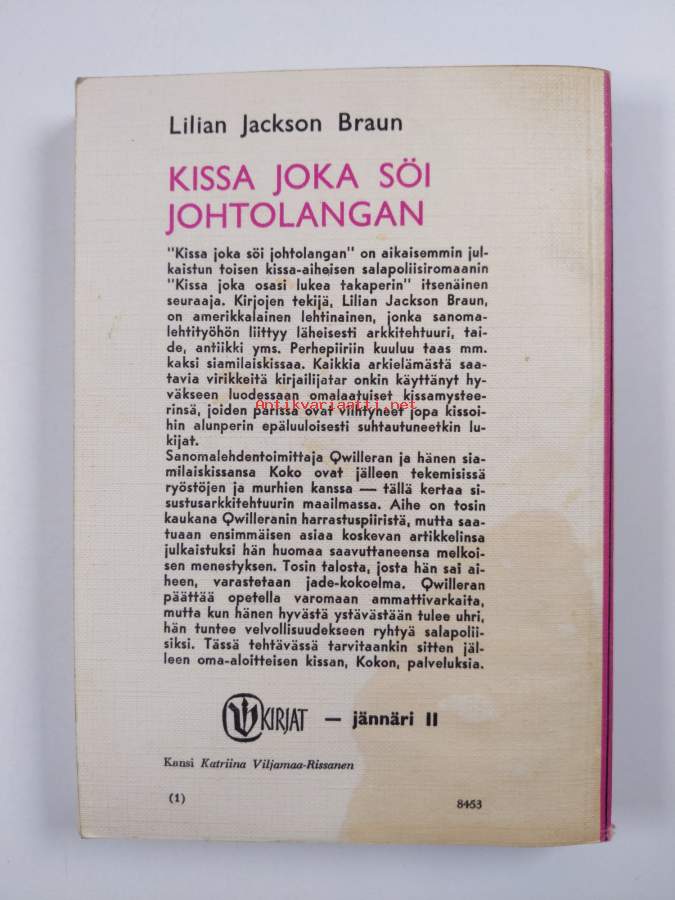 Lilian Jackson Braun
KISSA JOKA SÖI
JOHTOLANGAN
"Kissa joka söi johtolangan" on aikaisemmin jul-
kaistun toisen kissa-aiheisen salapoliisiromaanin
"Kissa joka osasi lukea takaperin" itsenäinen
seuraaja. Kirjojen tekijä, Lilian Jackson Braun,
on amerikkalainen lehtinainen, jonka sanoma-
lehtityöhön liittyy läheisesti arkkitehtuuri, tai-
de, antiikki yms. Perhepiiriin kuuluu taas mm.
kaksi siamilaiskissaa. Kaikkia arkielämästä saa-
tavia virikkeitä kirjailijatar onkin käyttänyt hy-
väkseen luodessaan omalaatuiset kissamystee-
Antikvariaatti.net
rinsä, joiden parissa ovat viihtyneet jopa kissoi-
hin alunperin epäluuloisesti suhtautuneetkin lu-
kijat.
Sanomalehdentoimittaja Qwilleran ja hänen sia-
milaiskissansa Koko ovat jälleen tekemisissä
ryöstöjen ja murhien kanssa — tällä kertaa si-
sustusarkkitehtuurin maailmassa. Aihe on tosin
kaukana Qwilleranin harrastuspiiristä, mutta saa-
tuaan ensimmäisen asiaa koskevan artikkelinsa
julkaistuksi hän huomaa saavuttaneensa melkoi-
sen menestyksen. Tosin talosta, josta hän sai ai-
heen, varastetaan jade-kokoelma. Qwilleran
päättää opetella varomaan ammattivarkaita,
mutta kun hänen hyvästä ystävästään tulee uhri,
hän tuntee velvollisuudekseen ryhtyä salapolii-
siksi. Tässä tehtävässä tarvitaankin sitten jäl-
leen oma-aloitteisen kissan, Kokon, palveluksia.
KIRJAT — jännäri II
Kansi Katriina Viljamaa-Rissanen
(1) 8453